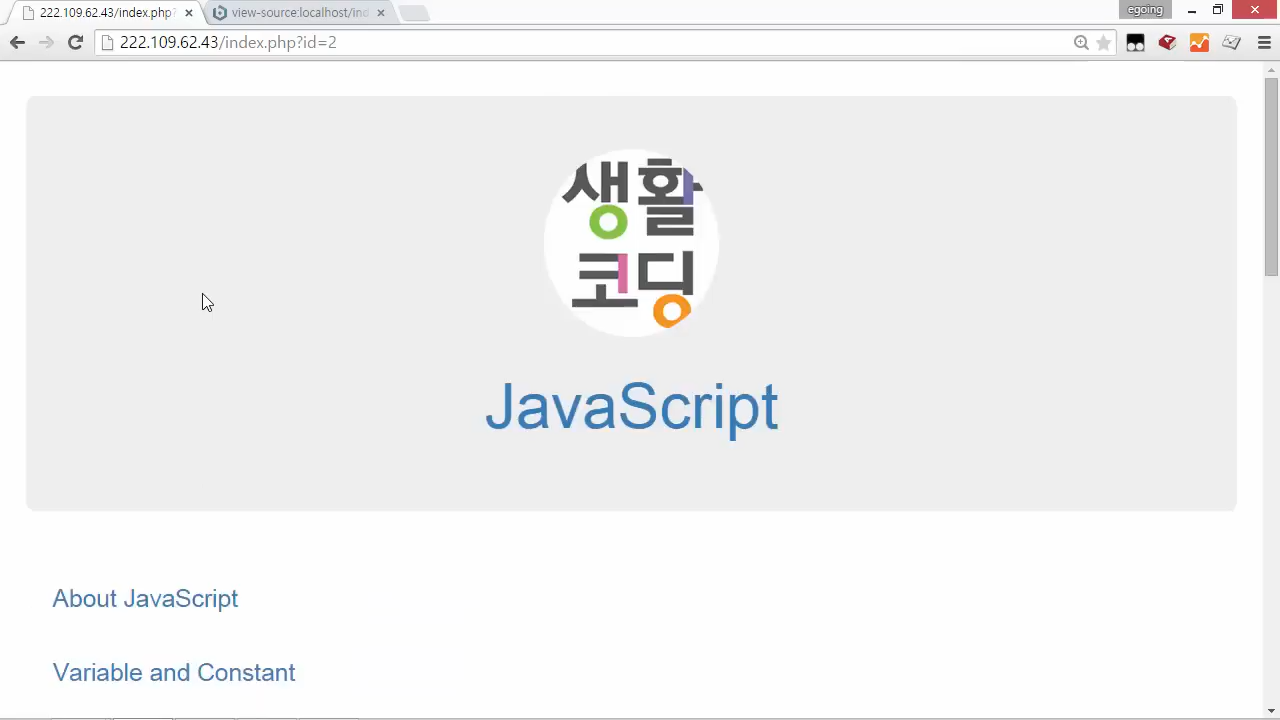 222.109.62.43/index.php?
view-source:localhost/ind
egoing
222.109.62.43/index.php?id=2
생활
코딩
JavaScript
About JavaScript
Variable and Constant